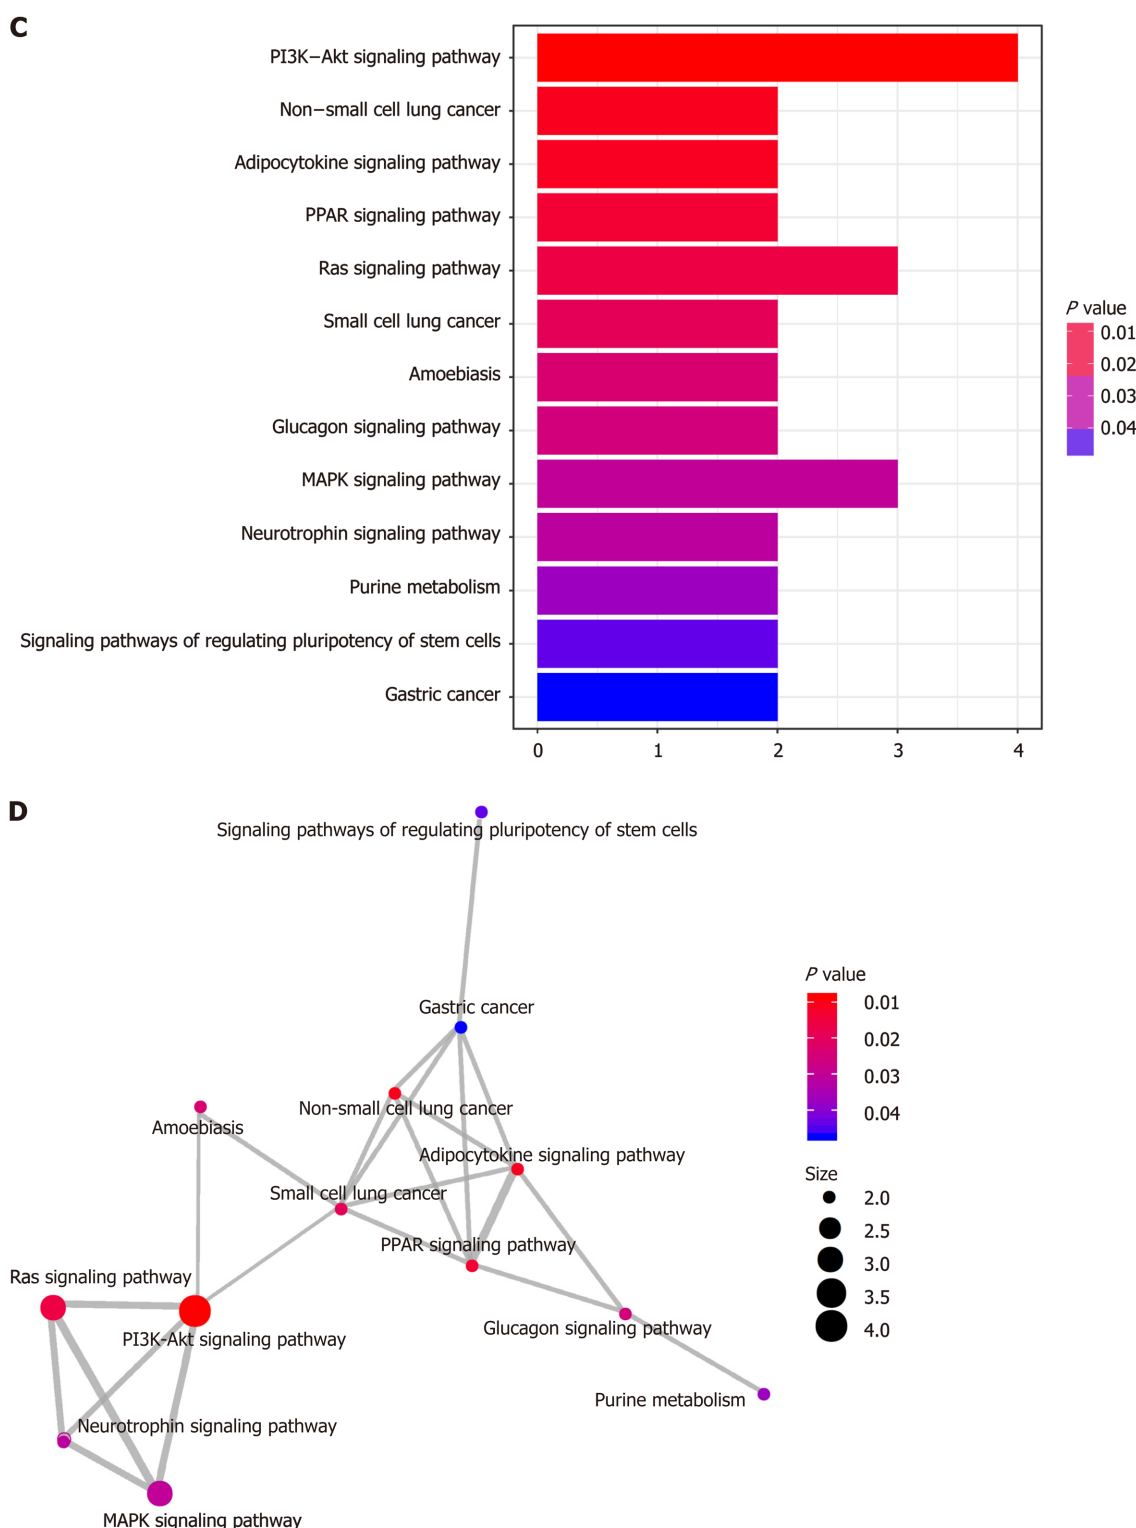 C
PI3K−Akt signaling pathway
Non−small cell lung cancer
Adipocytokine signaling pathway
PPAR signaling pathway
Ras signaling pathway
Small cell lung cancer
Amoebiasis
Glucagon signaling pathway
MAPK signaling pathway
Neurotrophin signaling pathway
Purine metabolism
Signaling pathways of regulating pluripotency of stem cells
Gastric cancer
0 1 2 3 4
P value
0.01
0.02
0.03
0.04
D
Signaling pathways of regulating pluripotency of stem cells
Gastric cancer
Non-small cell lung cancer
Amoebiasis
Adipocytokine signaling pathway
Small cell lung cancer
PPAR signaling pathway
Ras signaling pathway
PI3K-Akt signaling pathway
Glucagon signaling pathway
Purine metabolism
Neurotrophin signaling pathway
MAPK signaling pathway
P value
0.01
0.02
0.03
0.04
Size
2.0
2.5
3.0
3.5
4.0